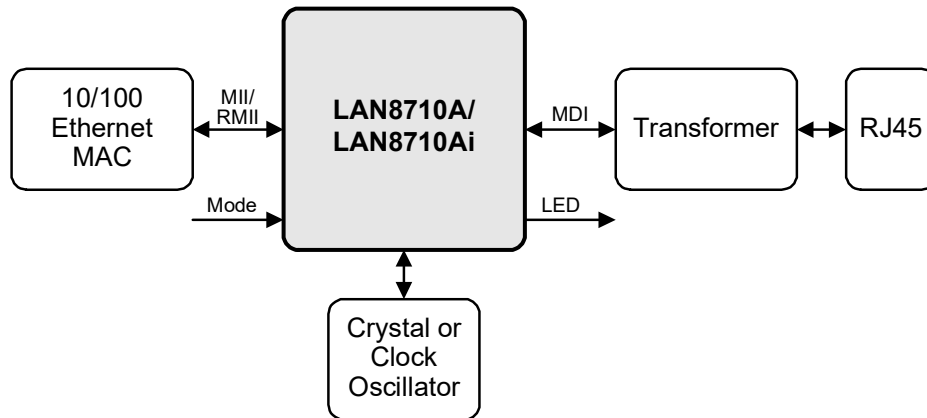 10/100
Ethernet
MAC
MII/
RMII
Mode
LAN8710A/
LAN8710Ai
MDI
LED
Transformer
RJ45
Crystal or
Clock
Oscillator